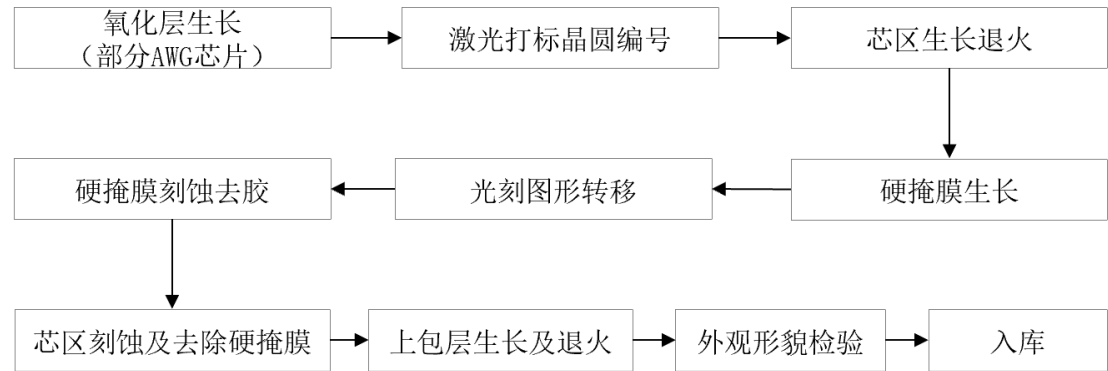 氧化层生长
（部分AWG芯片）
激光打标晶圆编号
芯区生长退火
硬掩膜生长
光刻图形转移
硬掩膜刻蚀去胶
芯区刻蚀及去除硬掩膜
上包层生长及退火
外观形貌检验
入库